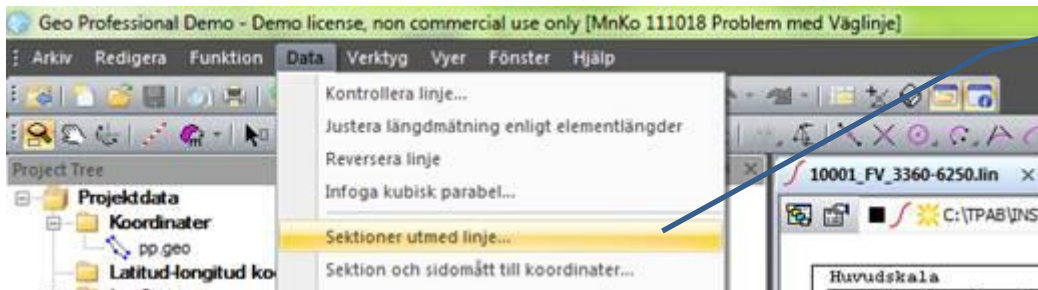 Geo Professional Demo - Demo license, non commercial use only [MnKo 111018 Problem med Väglinje]
Arkiv Redigera Funktion Data Verktyg Vyer Fönster Hjälp
Kontrollera linje...
Justera längdmätning enligt elementlängder
Reversera linje
Infoga kubisk parabel...
Sektioner utmed linje...
Sektion och sidomått till koordinater...
Project Tree
Projektdata
Koordinater
pp.geo
Latitud-longitud ko
10001_FV_3360-6250.lin
C:\TPAB\INS
Huvudskala